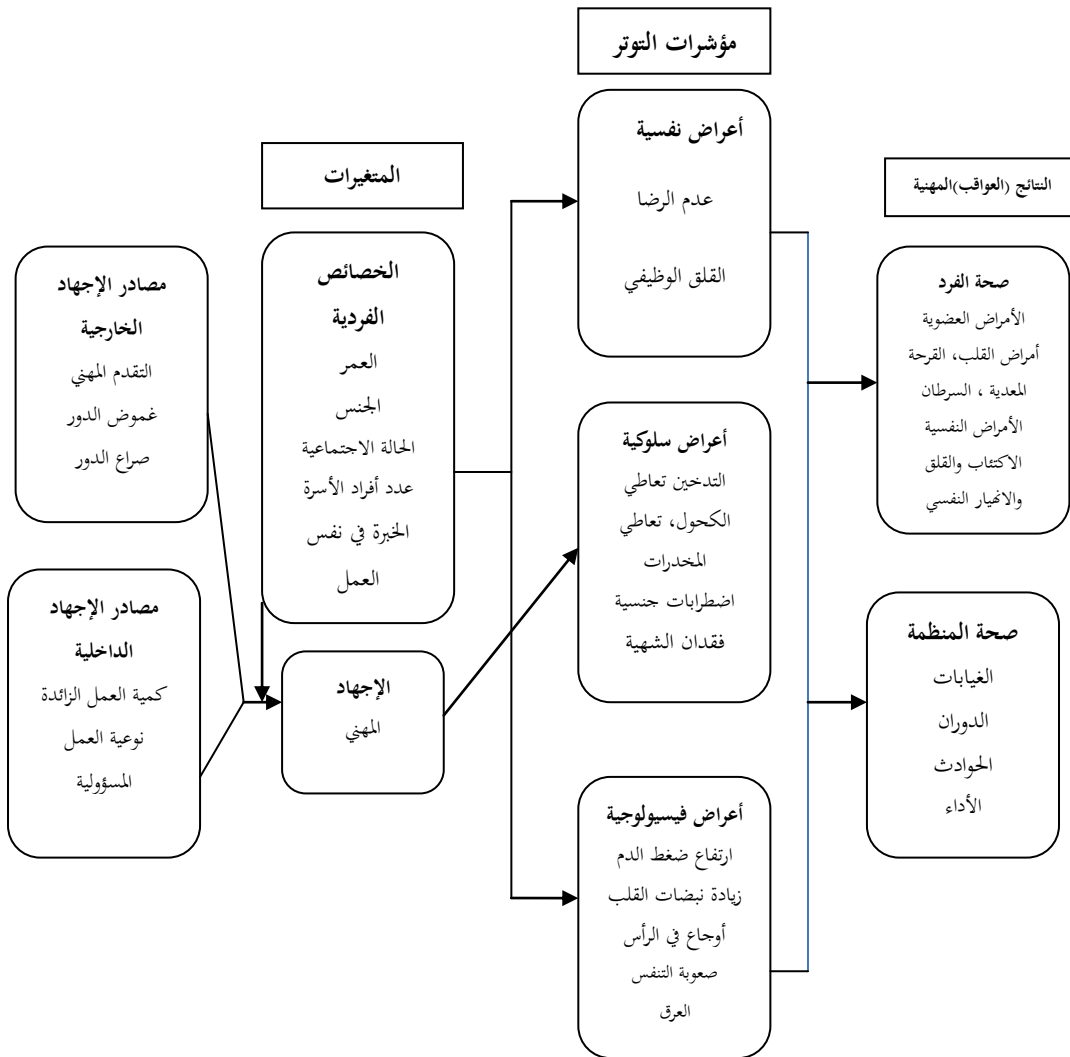 مؤشرات التوتر
أعراض نفسية
عدم الرضا
القلق الوظيفي
المتغيرات
النتائج (العواقب)المهنية
الخصائص
الفردية
العمر
الجنس
الحالة الاجتماعية
عدد أفراد الأسرة
الخبرة في نفس
العمل
مصادر الإجهاد
الخارجية
التقدم المهني
غموض الدور
صراع الدور
صحة الفرد
الأمراض العضوية
أمراض القلب، القرحة
المعدية ، السرطان
الأمراض النفسية
الاكتئاب والقلق
والانهيار النفسي
أعراض سلوكية
التدخين تعاطي
الكحول، تعاطي
المخدرات
اضطرابات جنسية
فقدان الشهية
مصادر الإجهاد
الداخلية
كمية العمل الزائدة
نوعية العمل
المسؤولية
الإجهاد
المهني
صحة المنظمة
الغيابات
الدوران
الحوادث
الأداء
أعراض فيسيولوجية
ارتفاع ضغط الدم
زيادة نبضات القلب
أوجاع في الرأس
صعوبة التنفس
العرق